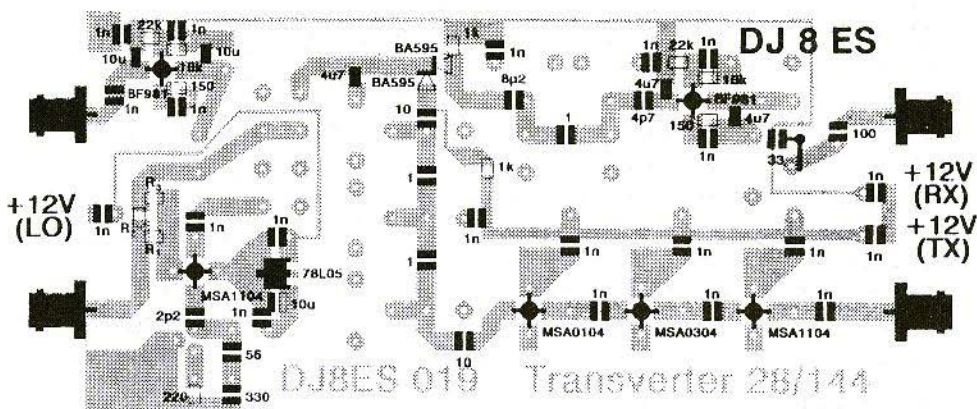 1n
22k
10u
10u
18k
150
BF981
1n
1n
4u7
BA595
BA595
10
1k
1n
8µ2
1
1n
22k
1n
18k
4u7
BF981
4p7
150
4u7
1n
DJ 8 ES
33
100
+12V
(LO)
1n
R3
R
R1
1n
1n
78L05
MSA1104
10u
2p2
1n
56
220
330
1
1
1k
1n
1n
+12V
(RX)
+12V
(TX)
1n
1n
1n
1n
1n
1n
1n
MSA0104
MSA0304
MSA1104
10
DJ8ES 019 Transverter 28/144